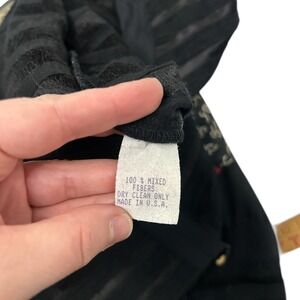 100 % MIXED
FIBERS
DRY CLEAN ONLY
MADE IN U.S.A.